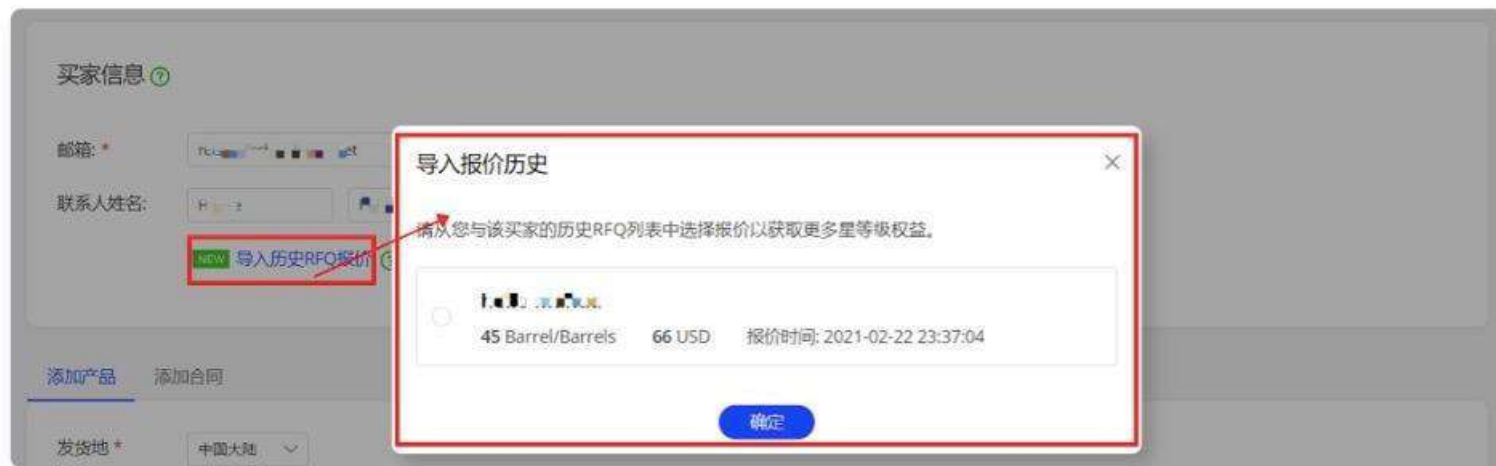 买家信息
邮箱: *
联系人姓名:
NEW 导入历史RFQ报价
导入报价历史
请从您与该买家的历史RFQ列表中选择报价以获取更多星等级权益。
45 Barrel/Barrels 66 USD 报价时间: 2021-02-22 23:37:04
确定
添加产品 添加合同
发货地 * 中国大陆